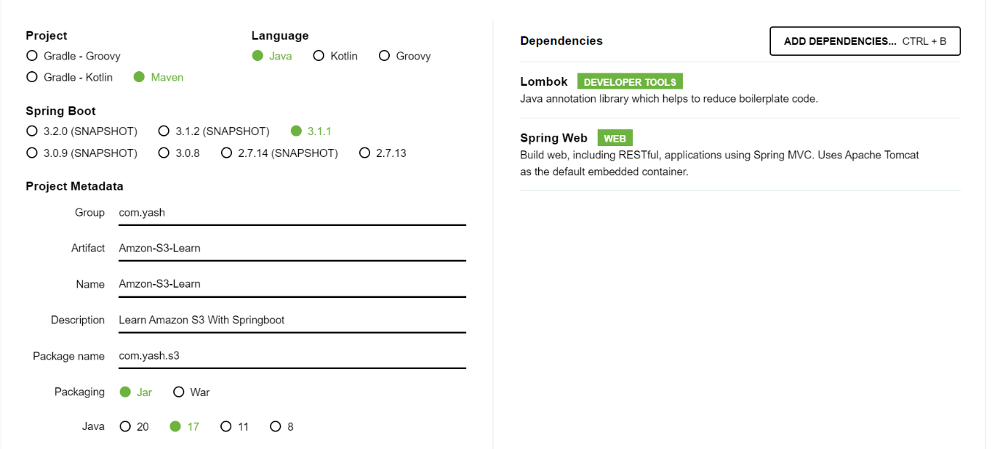 Project
Language
Gradle - Groovy
Java Kotlin Groovy
Gradle - Kotlin Maven
Spring Boot
3.2.0 (SNAPSHOT) 3.1.2 (SNAPSHOT) 3.1.1
3.0.9 (SNAPSHOT) 3.0.8 2.7.14 (SNAPSHOT) 2.7.13
Project Metadata
Group com.yash
Artifact Amzon-S3-Learn
Name Amzon-S3-Learn
Description Learn Amazon S3 With Springboot
Package name com.yash.s3
Packaging Jar War
Java 20 17 11 8
Dependencies
ADD DEPENDENCIES... CTRL + B
Lombok DEVELOPER TOOLS
Java annotation library which helps to reduce boilerplate code.
Spring Web WEB
Build web, including RESTful, applications using Spring MVC. Uses Apache Tomcat
as the default embedded container.